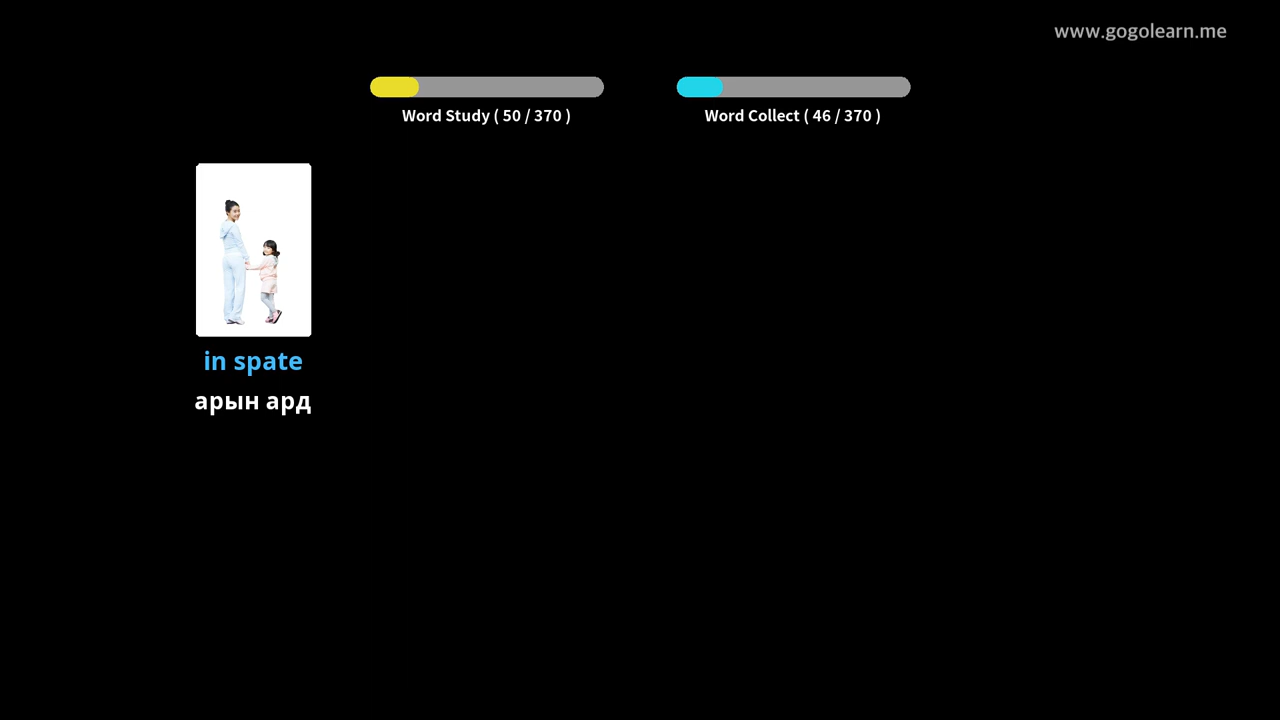 www.gogolearn.me
Word Study ( 50 / 370 )
Word Collect ( 46 / 370 )
in spate
арын ард